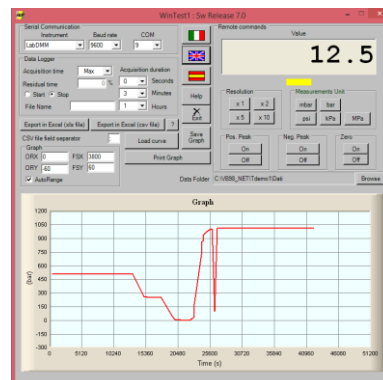 WinTest1 : Sw Release 7.0
Serial Communication
Instrument Baud rate COM
LabDMM 9600 9
Data Logger
Acquisition time Max Acquisition duration
Residual time 0 % 0 Seconds
Start Stop 3 Minutes
File Name 1 Hours
Export in Excel (xls file) Export in Excel (csv file) ?
CSV file field separator
Load curve
Graph
ORX 0 FSX 3800
ORY -60 FSY 60
AutoRange
Print Graph
Help
Exit
Save Graph
Remote commands
Value
12.5
Resolution
x 1 x 2
x 5 x 10
Measurements Unit
mbar bar
psi kPa MPa
Pos. Peak
On
Off
Neg. Peak
On
Off
Zero
On
Off
Data Folder C:\V890_NET\Tdemo1\Dati Browse
Graph
(bar)
1200
1050
900
750
600
450
300
150
0
-150
-300
0 5120 10240 15360 20480 25600 30720 35840 40960 46080 51200
Time (s)